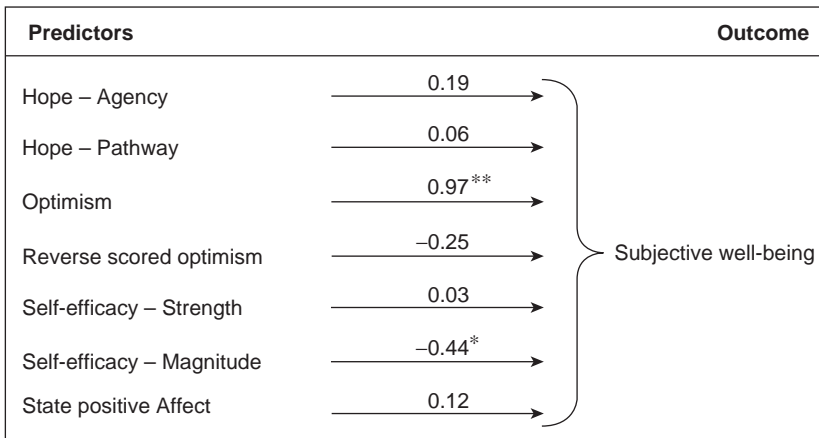 Predictors Outcome
Hope – Agency 0.19
Hope – Pathway 0.06
Optimism 0.97**
Reverse scored optimism –0.25
Subjective well-being
Self-efficacy – Strength 0.03
Self-efficacy – Magnitude –0.44*
State positive Affect 0.12